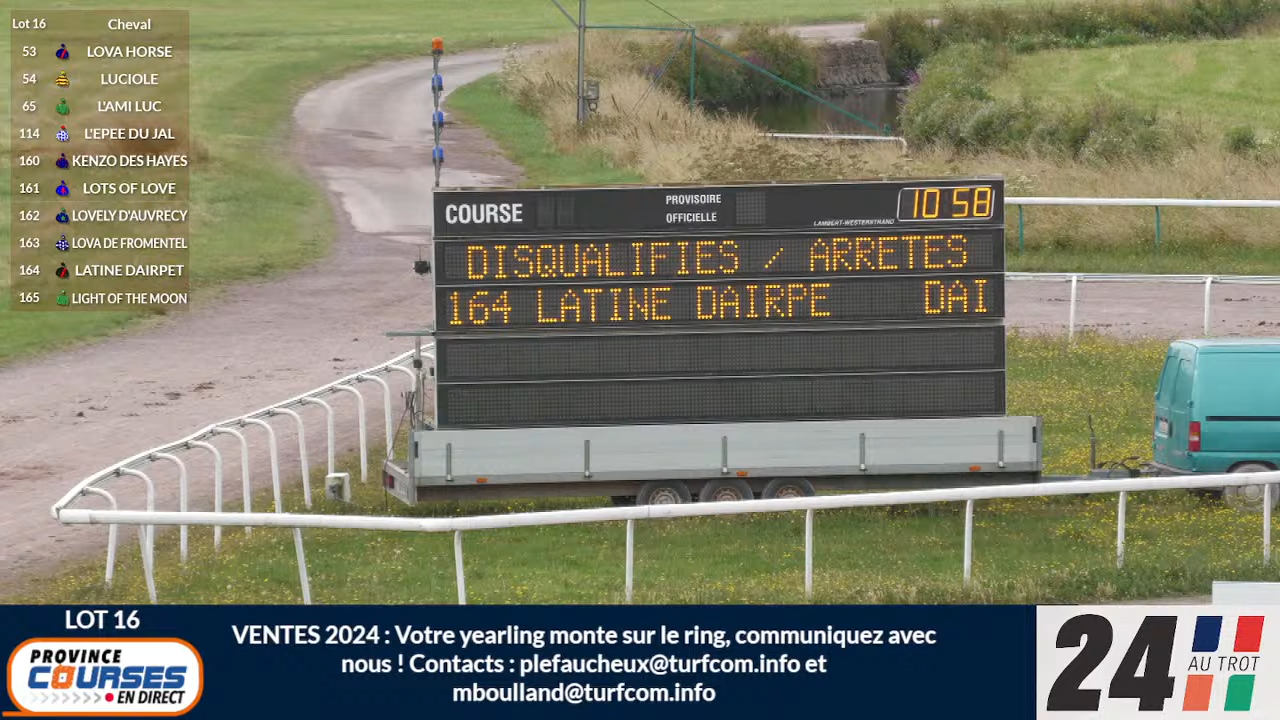 Lot 16 Cheval
53 LOVA HORSE
54 LUCIOLE
65 L'AMI LUC
114 L'EPEE DU JAL
160 KENZO DES HAYES
161 LOTS OF LOVE
162 LOVELY D'AUVRECY
163 LOVA DE FROMENTEL
164 LATINE DAIRPET
165 LIGHT OF THE MOON
COURSE
PROVISOIRE
OFFICIELLE
LAMBERT-WESTERSTRAND
10 58
DISQUALIFIES / ARRETES
164 LATINE DAIRPE DAI
LOT 16
PROVINCE
COURSES
EN DIRECT
VENTES 2024 : Votre yearling monte sur le ring, communiquez avec
nous ! Contacts : plefaucheux@turfcom.info et
mboulland@turfcom.info
24
AU TROT